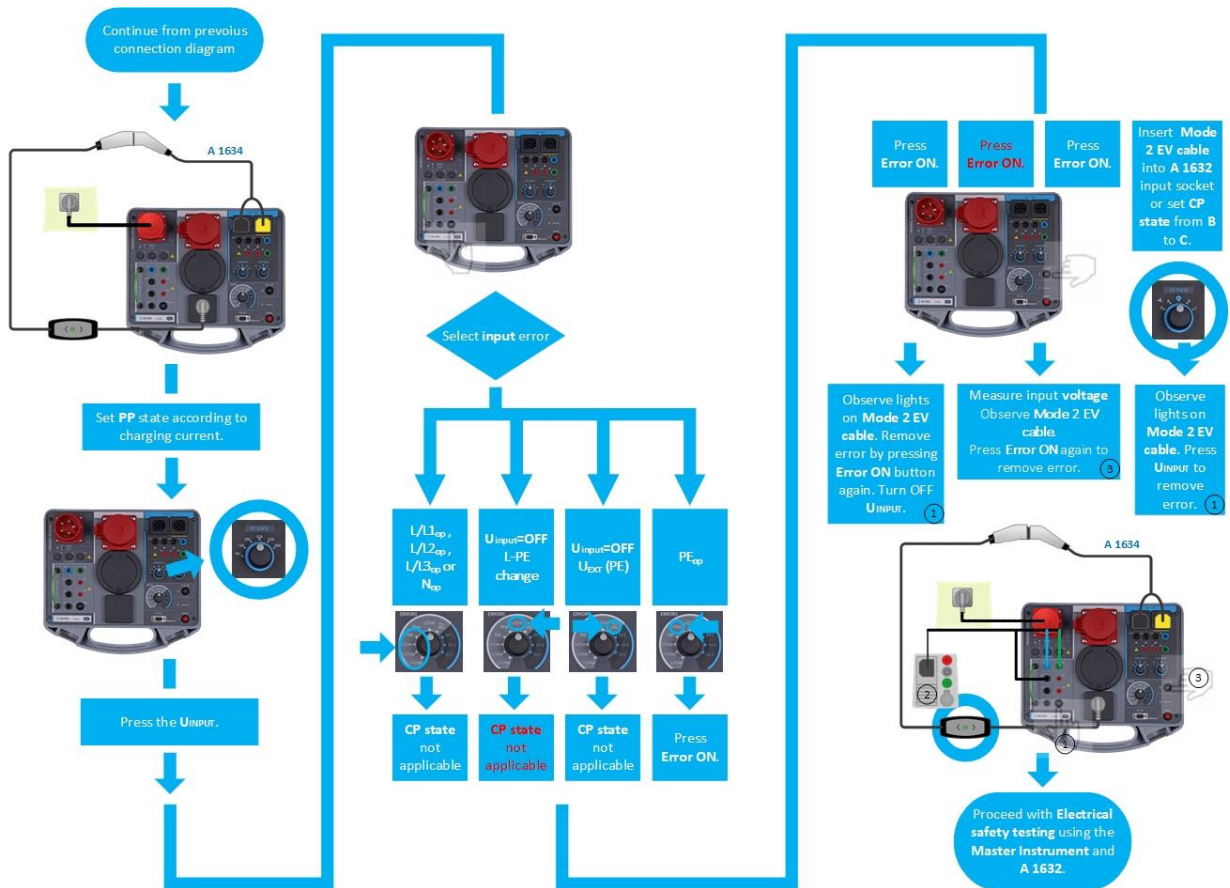 Continue from prevoius
connection diagram
A 1634
Set PP state according to
charging current.
Press the UINPUT.
Select input error
L/L1op ,
L/L2op ,
L/L3op or
Nop
U input=OFF
L-PE
change
U input=OFF
UEXT (PE)
PEop
ERRORS
CP state
not
applicable
CP state
not
applicable
CP state
not
applicable
Press
Error ON.
Press
Error ON.
Press
Error ON.
Press
Error ON.
Insert Mode
2 EV cable
into A 1632
input socket
or set CP
state from B
to C.
Observe lights
on Mode 2 EV
cable. Remove
error by pressing
Error ON button
again. Turn OFF
UINPUT.
1
Measure input voltage
Observe Mode 2 EV
cable.
Press Error ON again to
remove error.
3
Observe
lights on
Mode 2 EV
cable. Press
UINPUT to
remove
error.
1
A 1634
2
3
1
Proceed with Electrical
safety testing using the
Master Instrument and
A 1632.